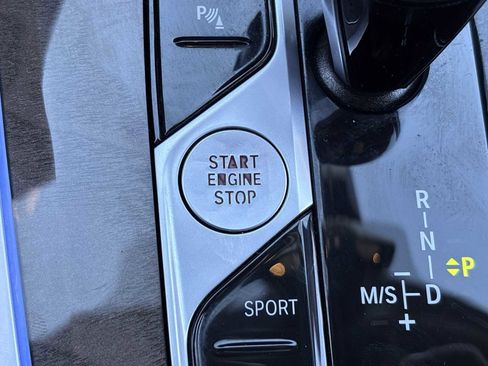 P
START
ENGINE
STOP
SPORT
R
N
P
M/S D
+